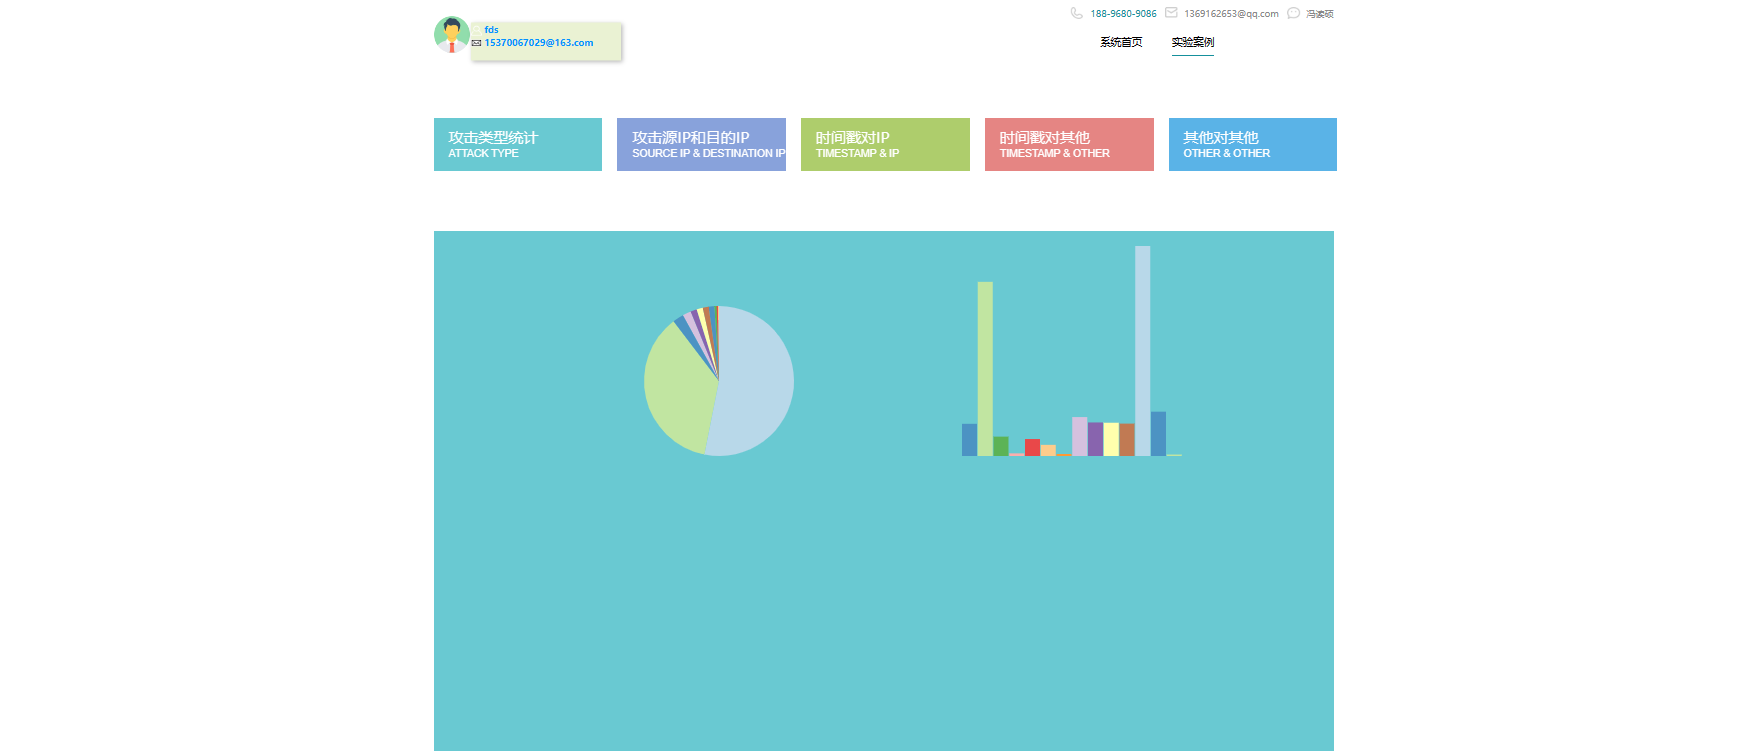 188-9680-9086 1369162653@qq.com 冯读硕
fds
15370067029@163.com
系统首页 实验案例
攻击类型统计
ATTACK TYPE
攻击源IP和目的IP
SOURCE IP & DESTINATION IP
时间戳对IP
TIMESTAMP & IP
时间戳对其他
TIMESTAMP & OTHER
其他对其他
OTHER & OTHER